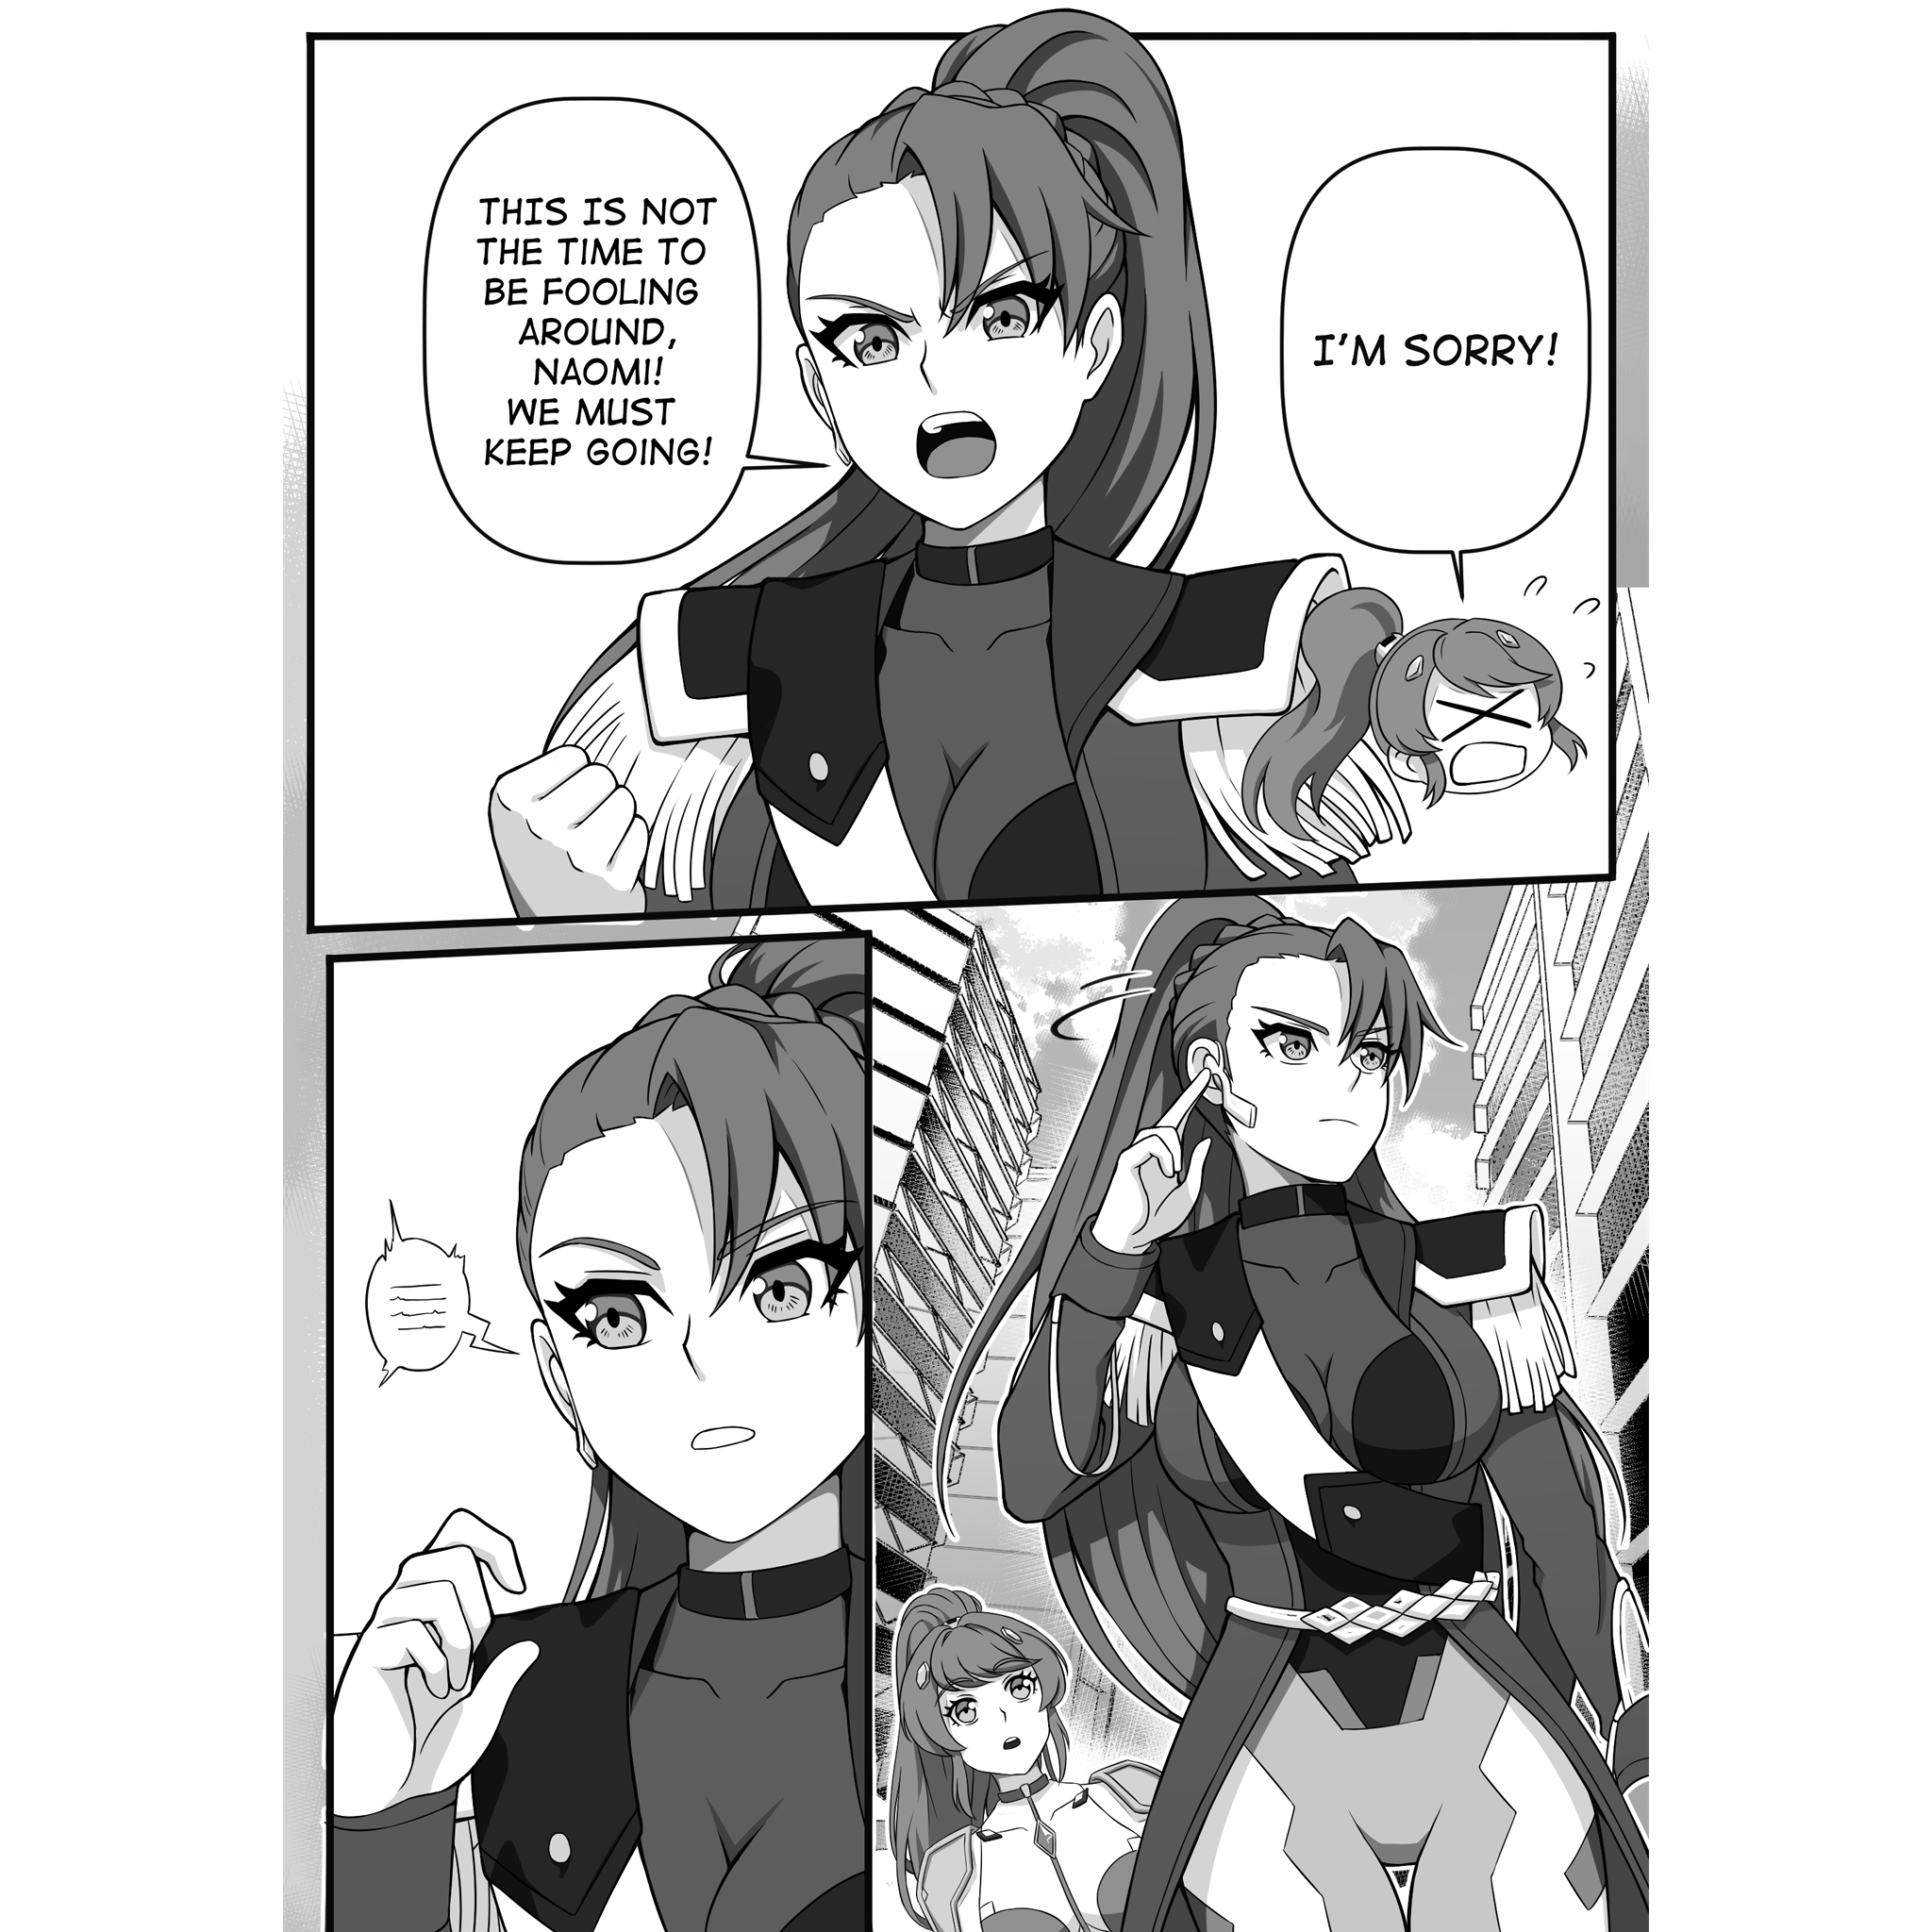 THIS IS NOT
THE TIME TO
BE FOOLING
AROUND,
NAOMI!
WE MUST
KEEP GOING!
I'M SORRY!